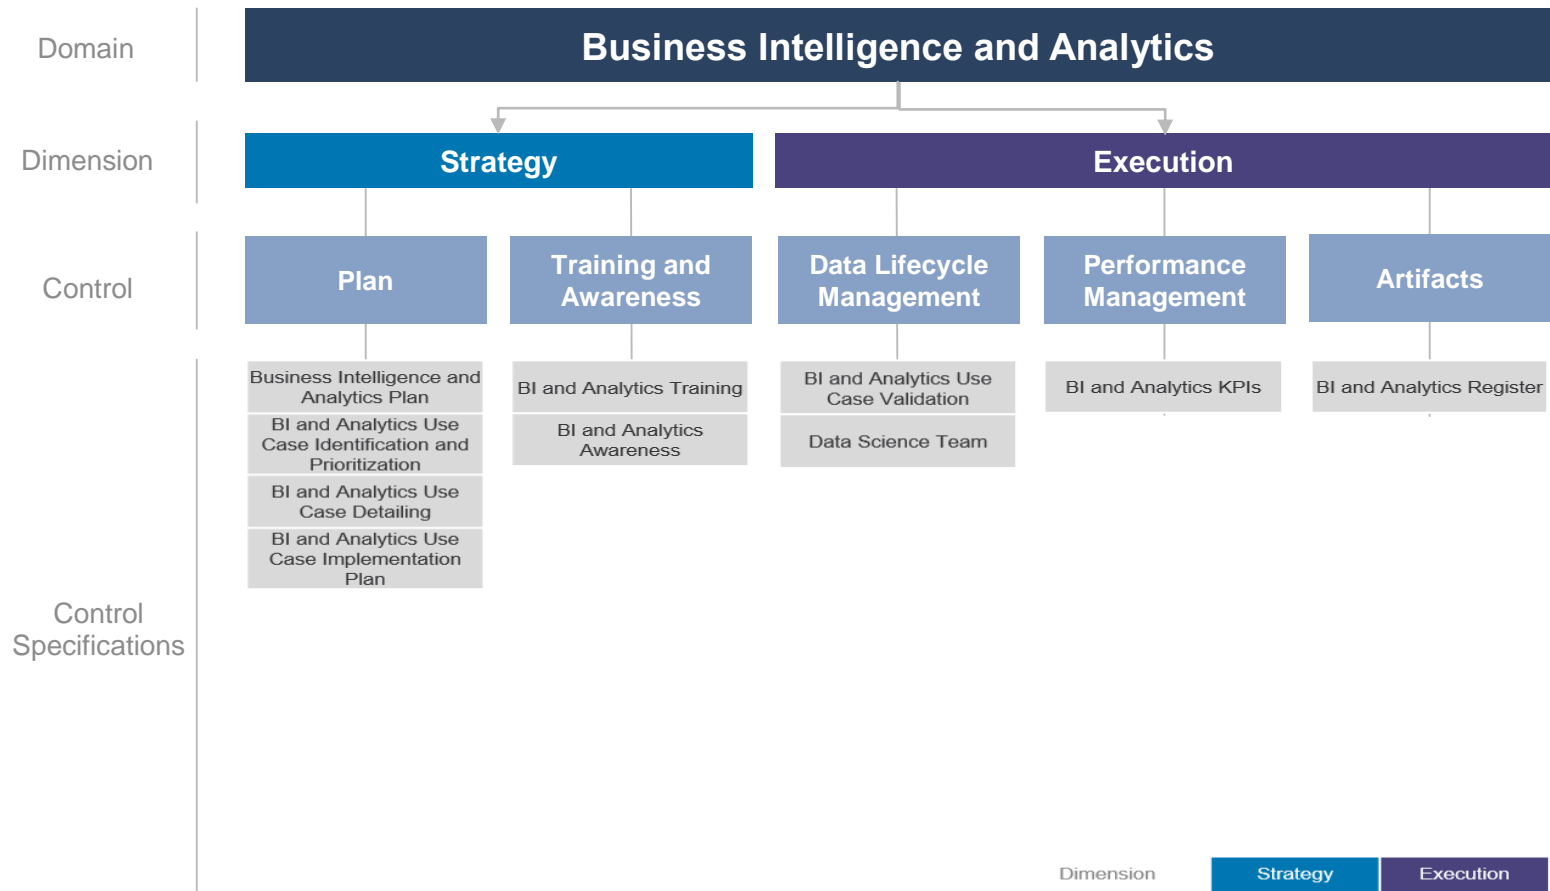 Domain
Business Intelligence and Analytics
Dimension
Strategy
Execution
Control
Plan
Training and
Awareness
Data Lifecycle
Management
Performance
Management
Artifacts
Control
Specifications
Business Intelligence and
Analytics Plan
BI and Analytics Use
Case Identification and
Prioritization
BI and Analytics Use
Case Detailing
BI and Analytics Use
Case Implementation
Plan
BI and Analytics Training
BI and Analytics
Awareness
BI and Analytics Use
Case Validation
Data Science Team
BI and Analytics KPIs
BI and Analytics Register
Dimension
Strategy
Execution